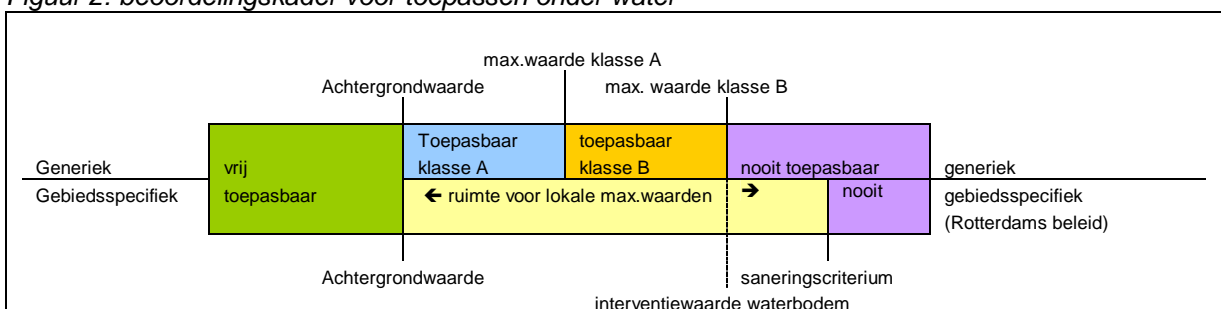 Figuur 2: beoordelingskader voor toepassen onder water
max.waarde klasse A
Achtergrondwaarde
max. waarde klasse B
Toepasbaar
toepasbaar
Generiek
vrij
klasse A
klasse B
nooit toepasbaar
generiek
Gebiedsspecifiek
toepasbaar
← ruimte voor lokale max.waarden
→
nooit
gebiedsspecifiek
(Rotterdams beleid)
Achtergrondwaarde
saneringscriterium
interventiewaarde waterbodem